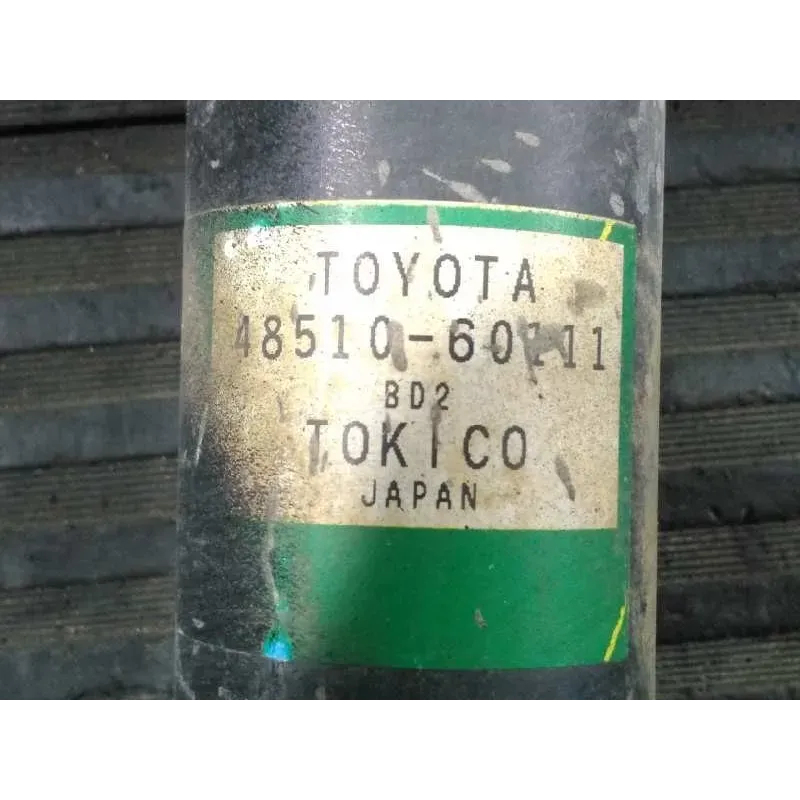 TOYOTA
48510-60111
BD2
TOKICO
JAPAN